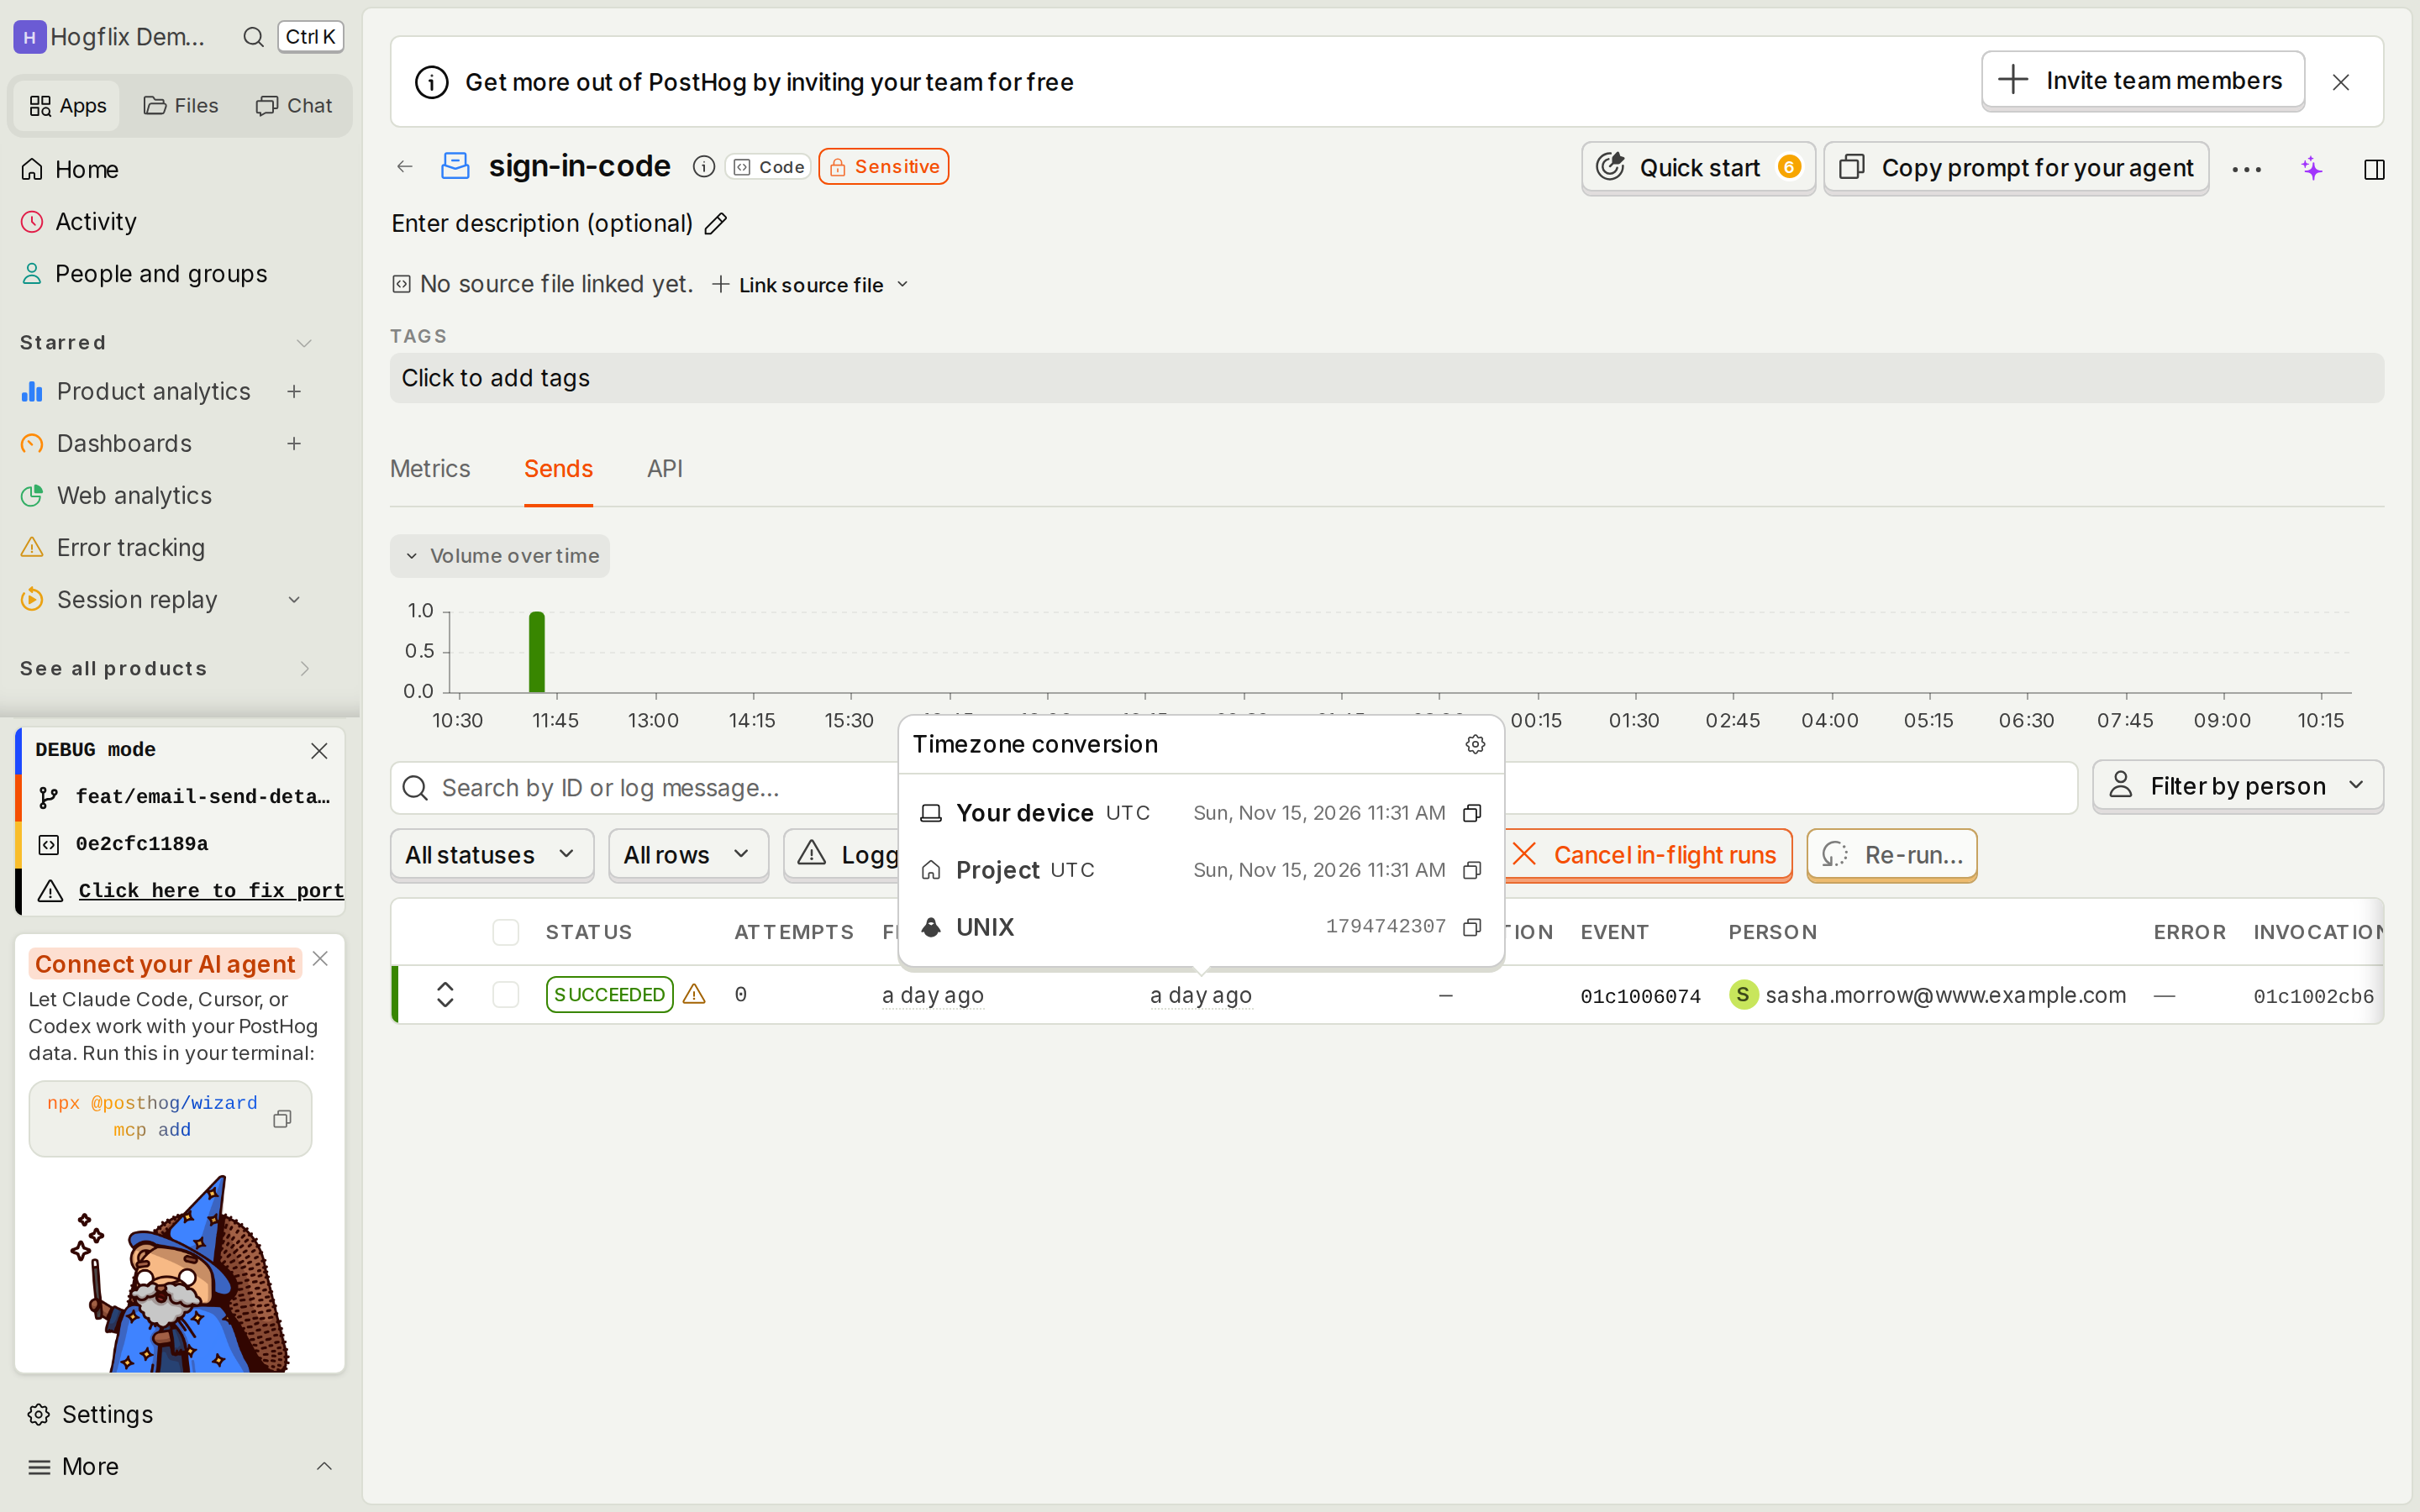 H Hogflix Dem... Ctrl K
Apps Files Chat
Home
Activity
People and groups
Starred
Product analytics
Dashboards
Web analytics
Error tracking
Session replay
See all products
DEBUG mode
feat/email-send-deta…
0e2cfc1189a
Click here to fix port
Connect your AI agent
Let Claude Code, Cursor, or
Codex work with your PostHog
data. Run this in your terminal:
npx @posthog/wizard
mcp add
Settings
More
Get more out of PostHog by inviting your team for free
Invite team members
sign-in-code Code Sensitive
Quick start 6 Copy prompt for your agent
Enter description (optional)
No source file linked yet. Link source file
TAGS
Click to add tags
Metrics Sends API
Volume over time
1.0
0.5
0.0
10:30 11:45 13:00 14:15 15:30 00:15 01:30 02:45 04:00 05:15 06:30 07:45 09:00 10:15
Timezone conversion
Your device UTC Sun, Nov 15, 2026 11:31 AM
Project UTC Sun, Nov 15, 2026 11:31 AM
UNIX 1794742307
Search by ID or log message...
Filter by person
All statuses All rows Logg Cancel in-flight runs Re-run...
STATUS ATTEMPTS EVENT PERSON ERROR INVOCATION
SUCCEEDED 0 a day ago a day ago — 01c1006074 S sasha.morrow@www.example.com — 01c1002cb6